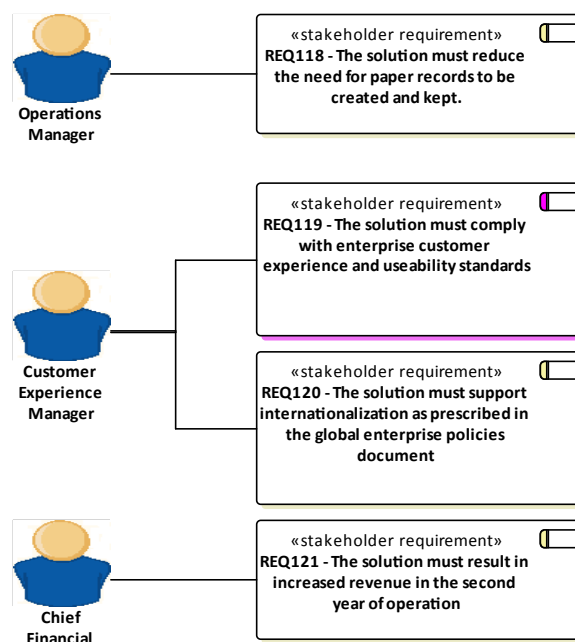 «stakeholder requirement»
REQ118 - The solution must reduce
the need for paper records to be
created and kept.
Operations
Manager
«stakeholder requirement»
REQ119 - The solution must comply
with enterprise customer
experience and useability standards
Customer
Experience
Manager
«stakeholder requirement»
REQ120 - The solution must support
internationalization as prescribed in
the global enterprise policies
document
«stakeholder requirement»
REQ121 - The solution must result in
increased revenue in the second
year of operation
Chief
Financial